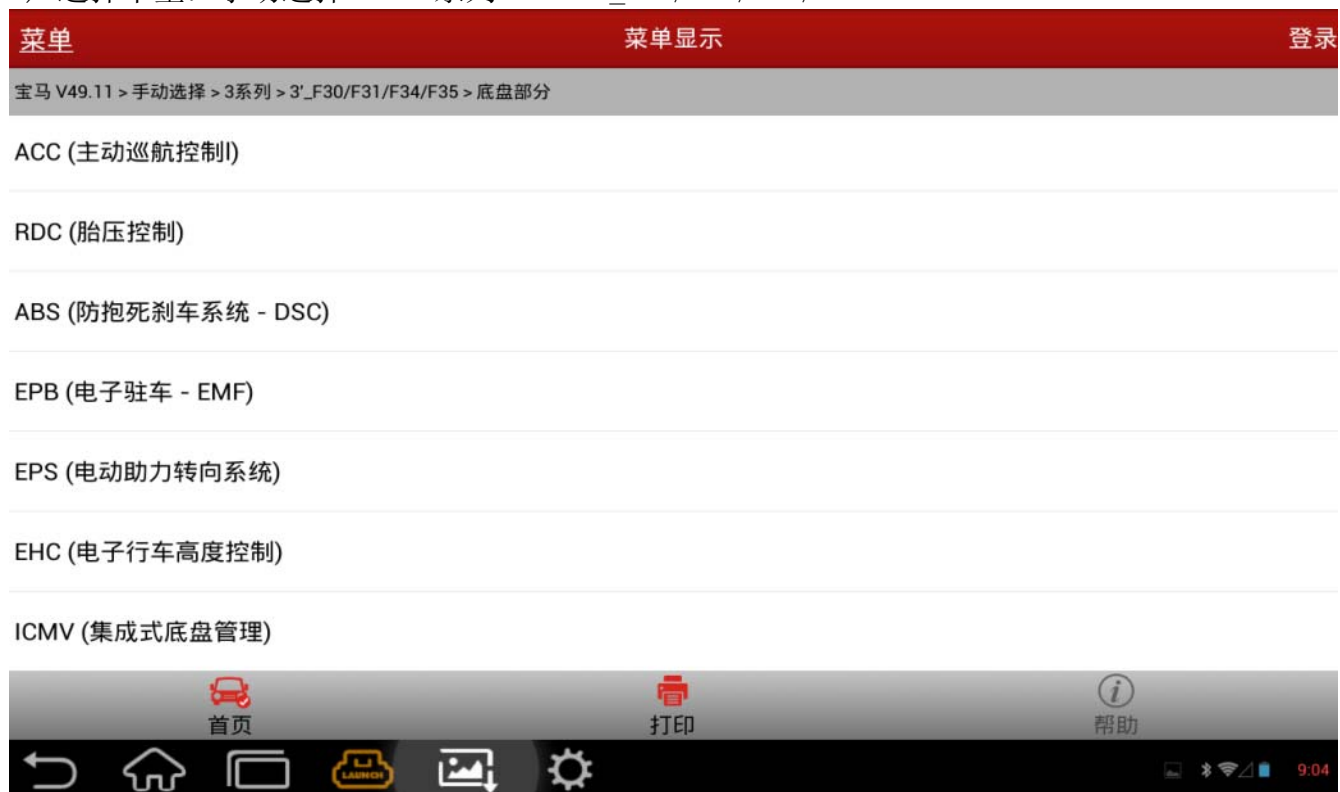 菜单 菜单显示 登录
宝马 V49.11 > 手动选择 > 3系列 > 3'_F30/F31/F34/F35 > 底盘部分
ACC (主动巡航控制I)
RDC (胎压控制)
ABS (防抱死刹车系统 - DSC)
EPB (电子驻车 - EMF)
EPS (电动助力转向系统)
EHC (电子行车高度控制)
ICMV (集成式底盘管理)
首页 打印 帮助
LAUNCH 9:04